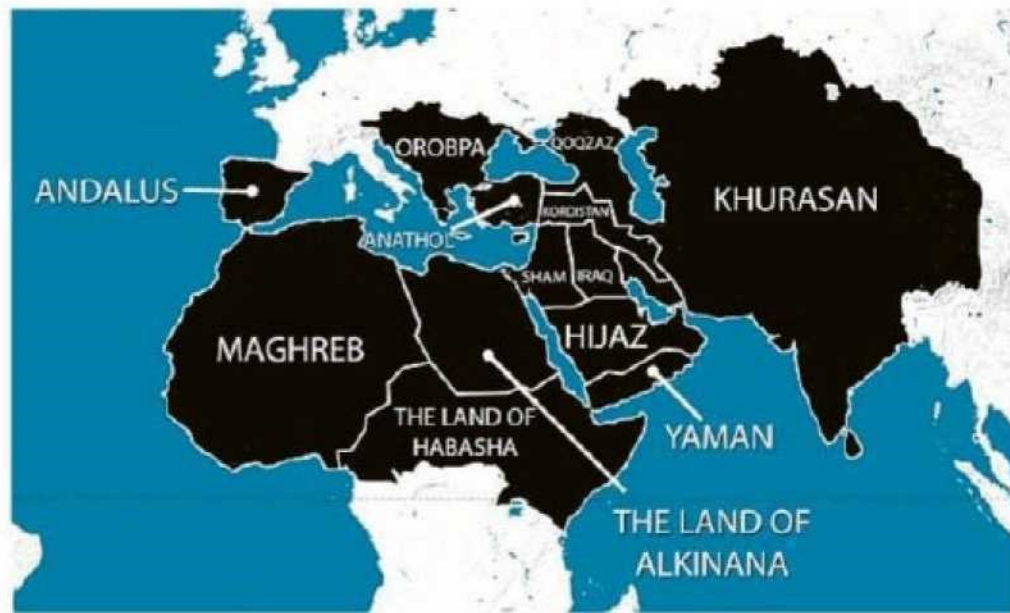 OROBPA
QOQZAZ
ANDALUS
KHURASAN
KORDISTAN
ANATHOL
SHAM
IRAQ
HIJAZ
MAGHREB
THE LAND OF
HABASHA
YAMAN
THE LAND OF
ALKINANA